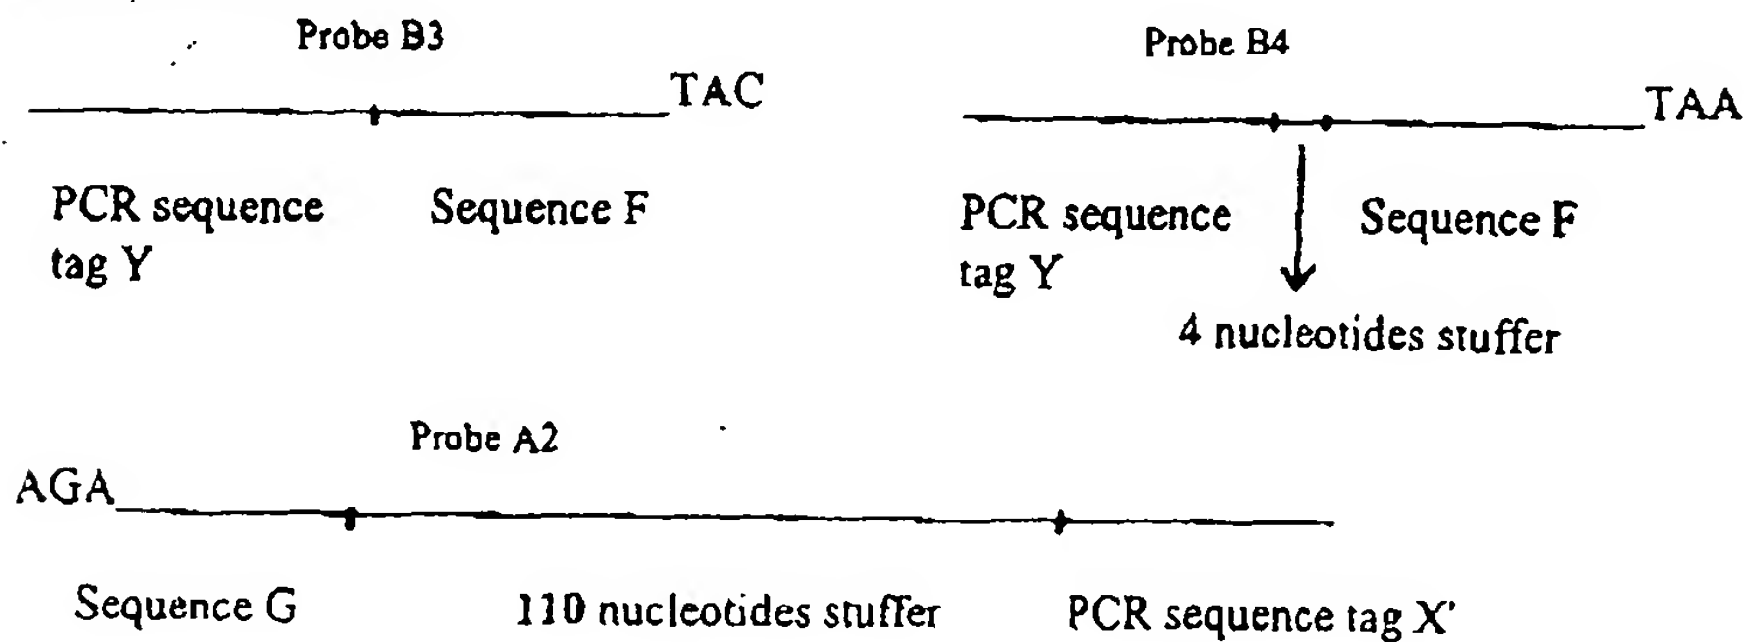 Probe B3
Probe B4
TAC
TAA
PCR sequence
tag Y
Sequence F
PCR sequence
tag Y
Sequence F
4 nucleotides stuffer
Probe A2
AGA
Sequence G
110 nucleotides stuffer
PCR sequence tag X'